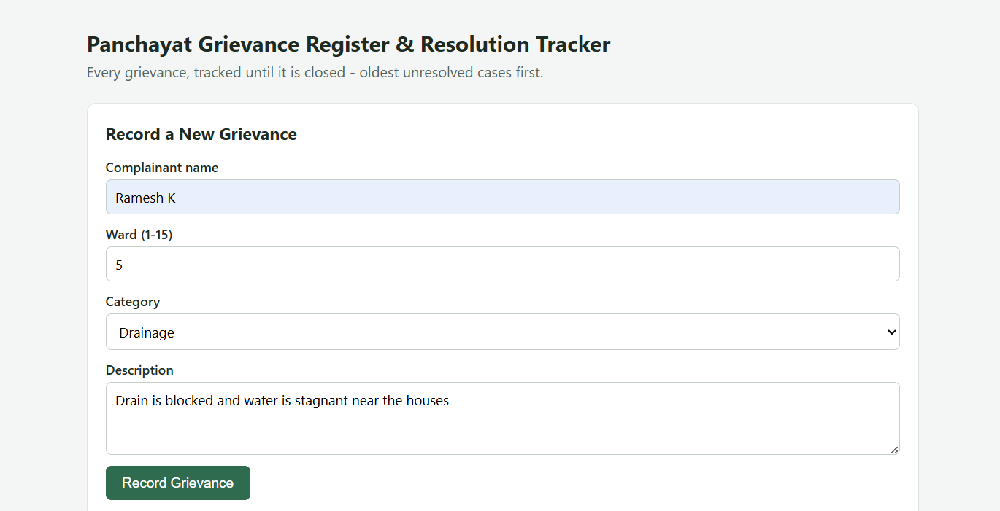 Panchayat Grievance Register & Resolution Tracker
Every grievance, tracked until it is closed - oldest unresolved cases first.
Record a New Grievance
Complainant name
Ramesh K
Ward (1-15)
5
Category
Drainage
Description
Drain is blocked and water is stagnant near the houses
Record Grievance